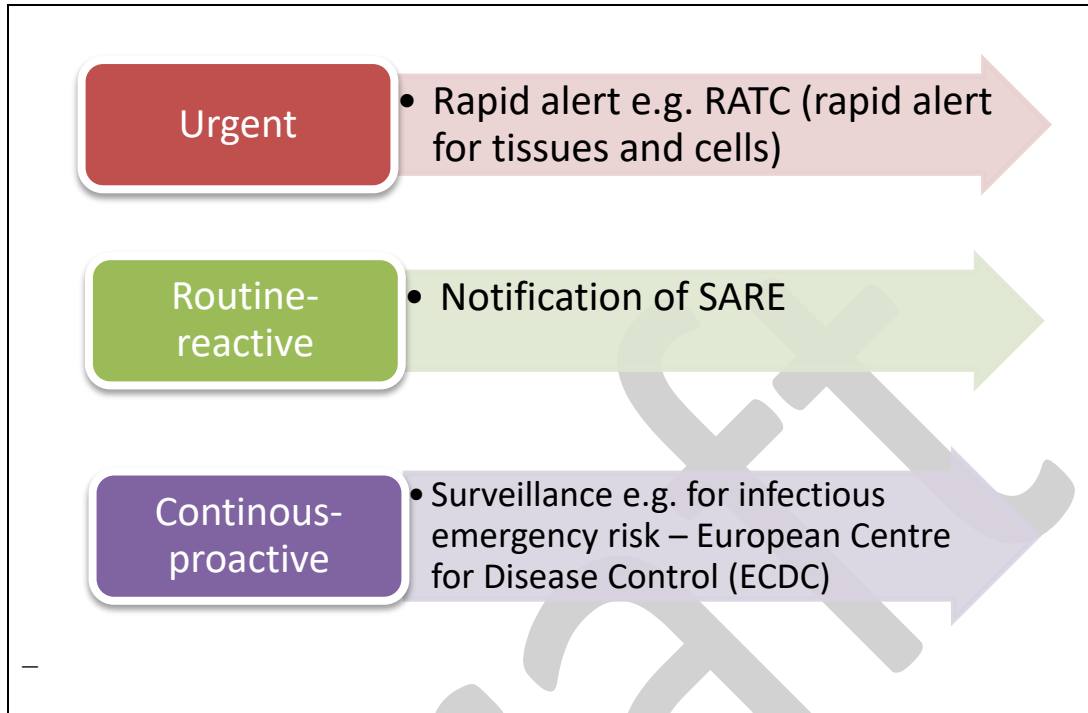 Urgent
• Rapid alert e.g. RATC (rapid alert
for tissues and cells)
Routine-
reactive
• Notification of SARE
Continous-
proactive
• Surveillance e.g. for infectious
emergency risk – European Centre
for Disease Control (ECDC)
–